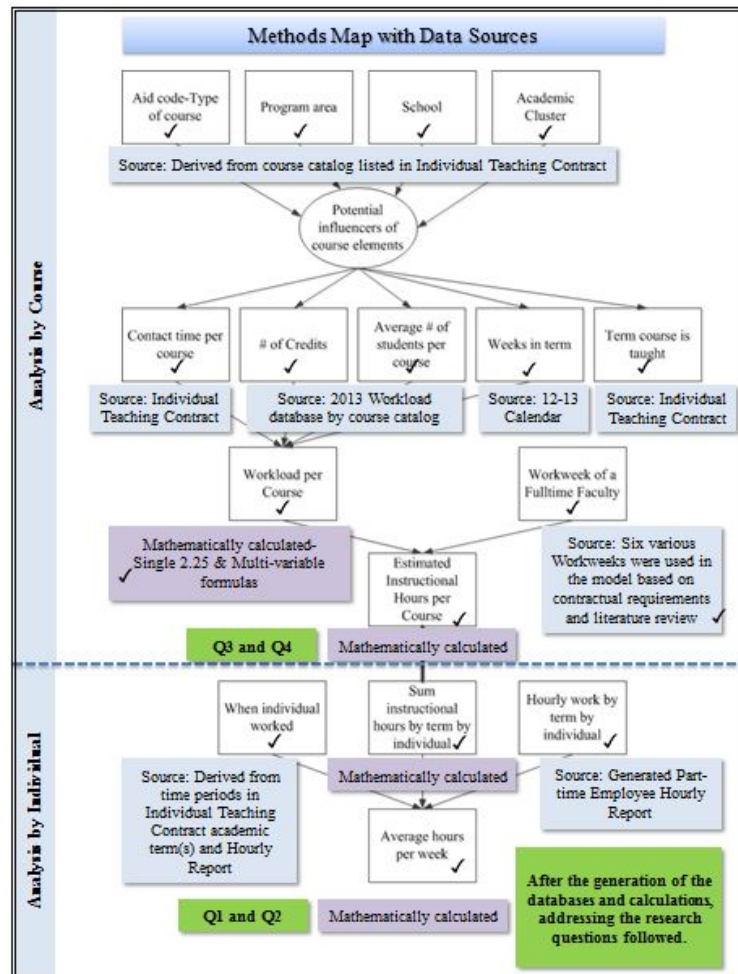 Methods Map with Data Sources
Analysis by Course
Aid code-Type
of course
✓
Program area
✓
School
✓
Academic
Cluster
✓
Source: Derived from course catalog listed in Individual Teaching Contract
Potential
influencers of
course elements
Contact time per
course
✓
# of Credits
✓
Average # of
students per
course
✓
Weeks in term
✓
Term course is
taught
✓
Source: Individual
Teaching Contract
Source: 2013 Workload
database by course catalog
Source: 12-13
Calendar
Source: Individual
Teaching Contract
Workload per
Course
✓
Workweek of a
Fulltime Faculty
✓
Mathematically calculated-
✓ Single 2.25 & Multi-variable
formulas
Estimated
Instructional
Hours per
Course
✓
Source: Six various
Workweeks were used in
the model based on
contractual requirements
and literature review ✓
Q3 and Q4
Mathematically calculated
Analysis by Individual
When individual
worked
✓
Sum
instructional
hours by term by
individual ✓
Hourly work by
term by
individual ✓
Source: Derived from
time periods in
Individual Teaching
Contract academic
term(s) and Hourly
Report
Mathematically calculated
Source: Generated Part-
time Employee Hourly
Report
Average hours
per week
✓
Q1 and Q2
Mathematically calculated
After the generation of the
databases and calculations,
addressing the research
questions followed.